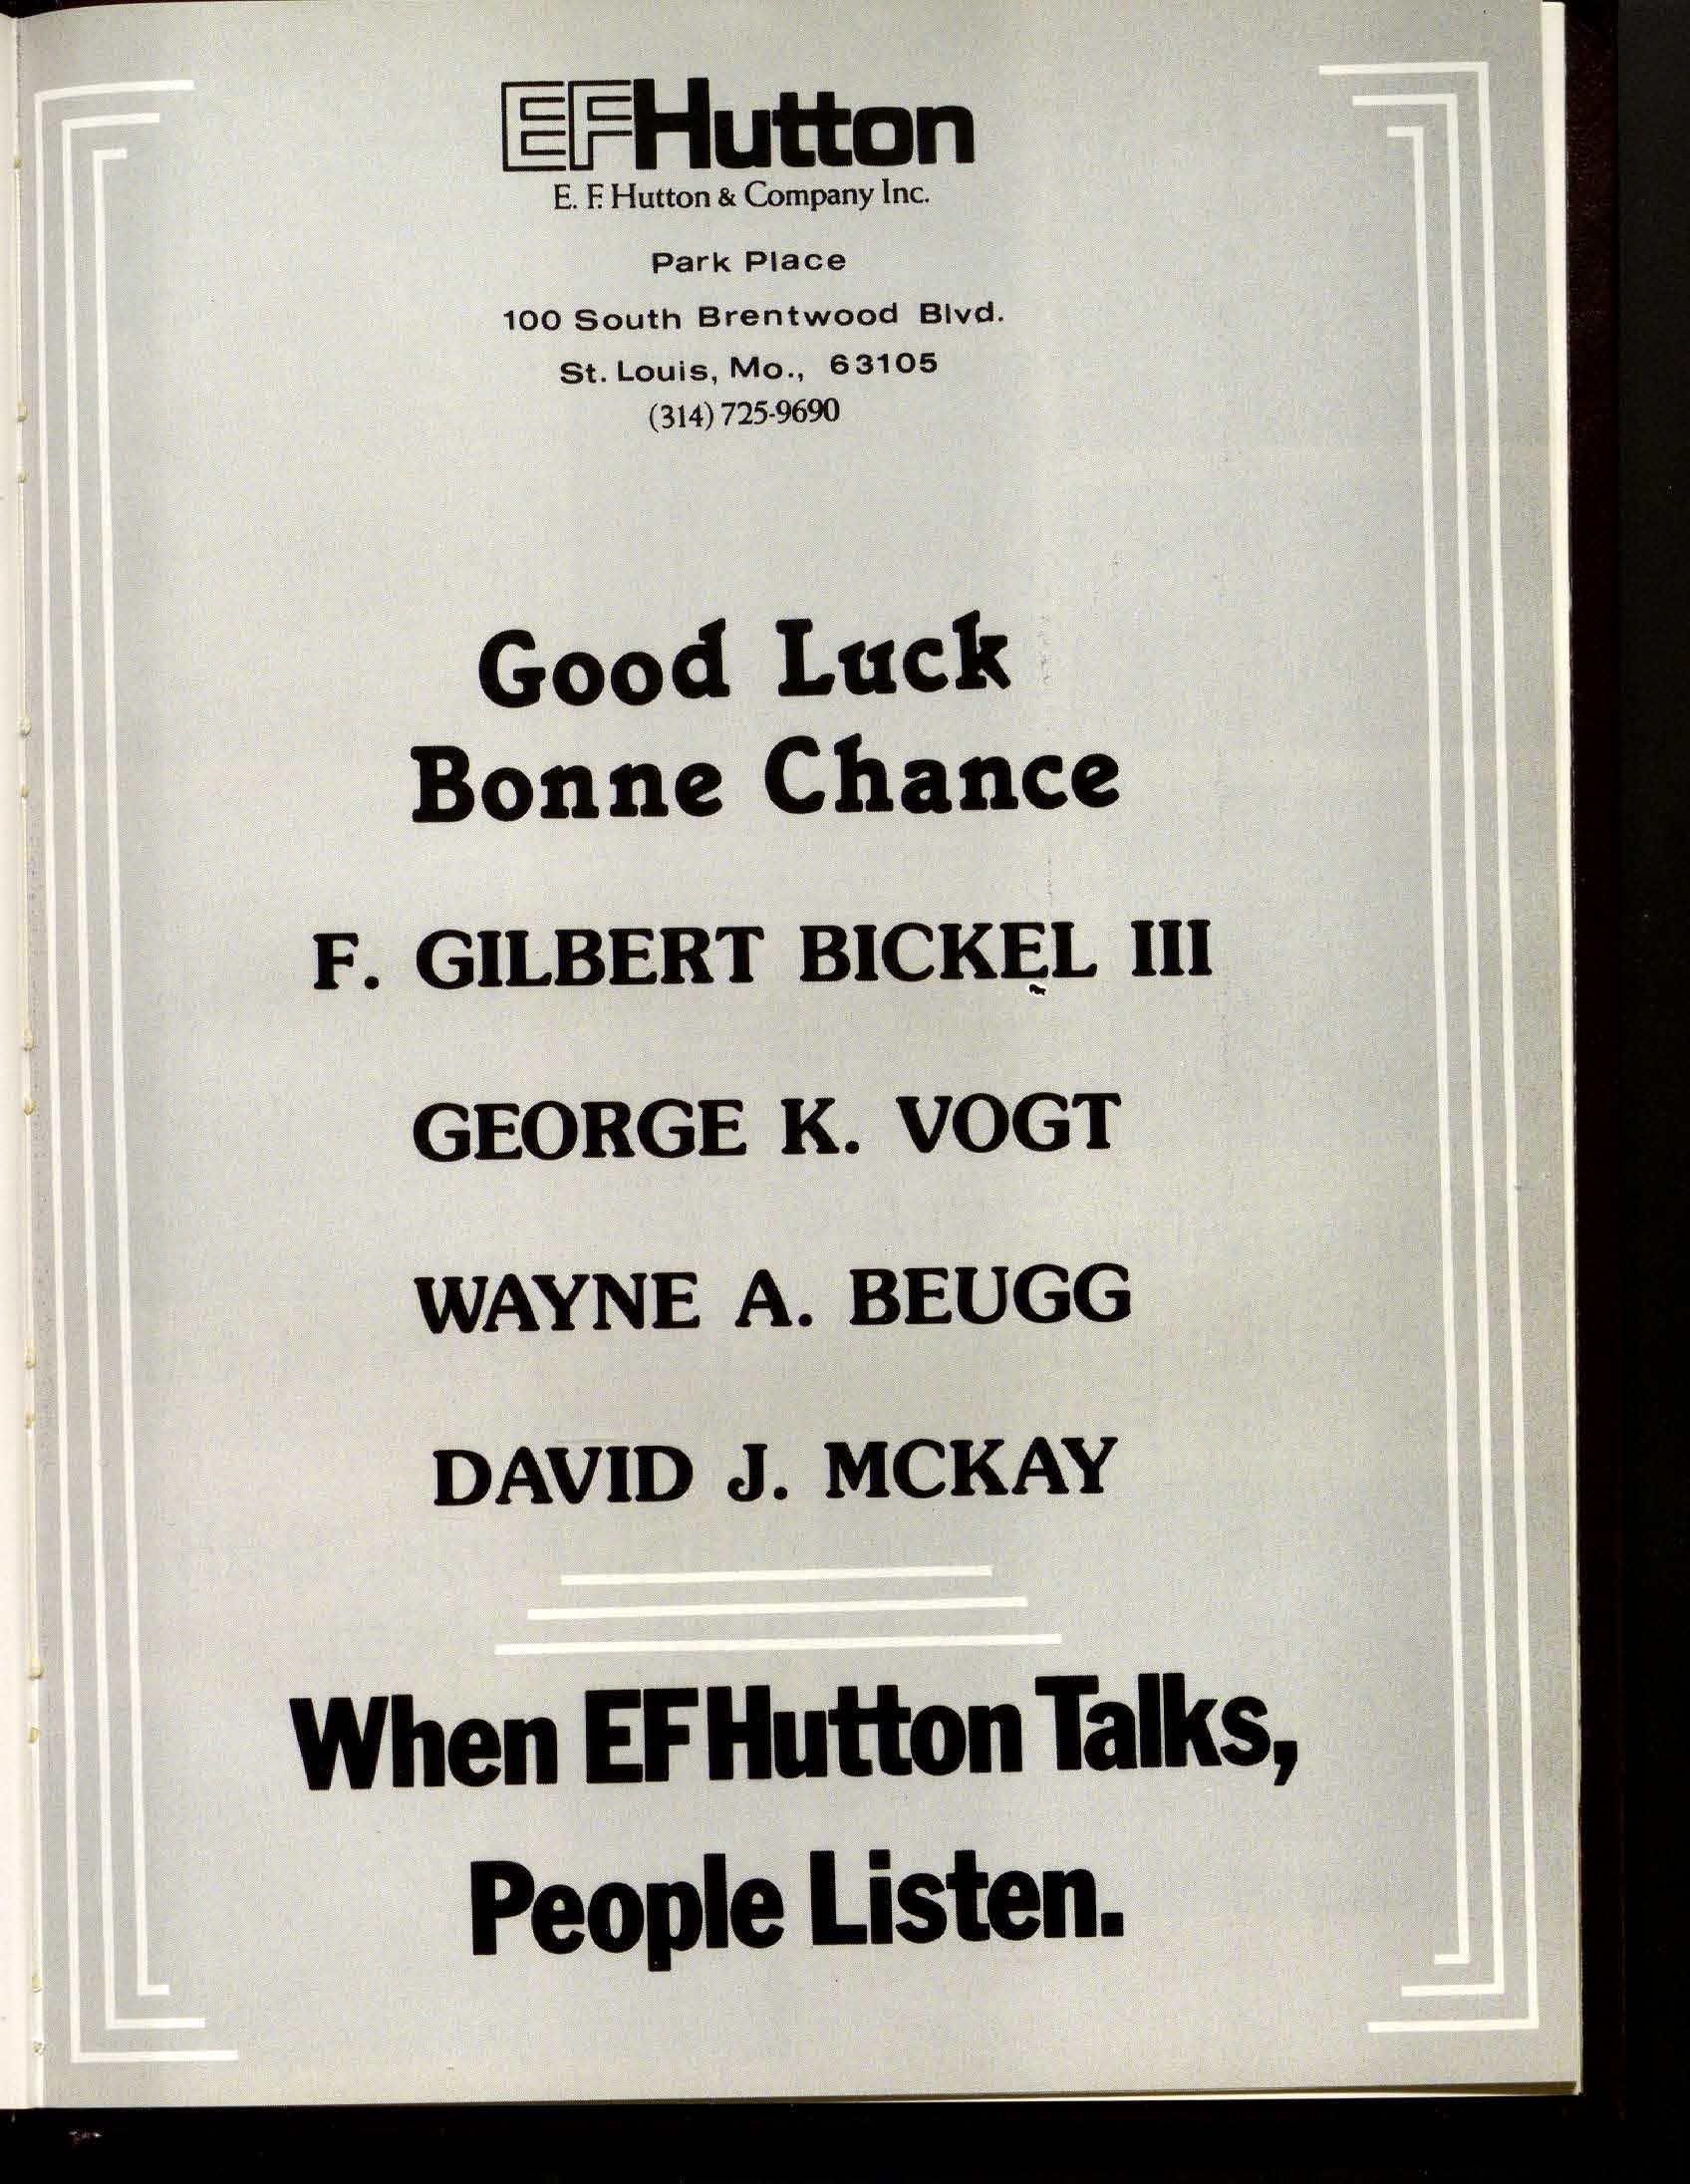 EFHutton
E. F. Hutton & Company Inc.
Park Place
100 South Brentwood Blvd.
St. Louis, Mo., 63105
(314) 725-9690
Good Luck
Bonne Chance
F. GILBERT BICKEL III
GEORGE K. VOGT
WAYNE A. BEUGG
DAVID J. MCKAY
When EF Hutton Talks,
People Listen.